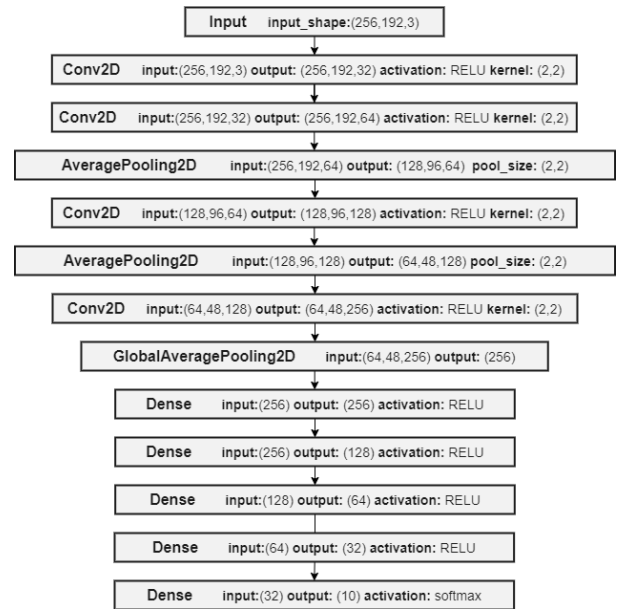 Input input_shape:(256,192,3)
Conv2D input:(256,192,3) output: (256,192,32) activation: RELU kernel: (2,2)
Conv2D input:(256,192,32) output: (256,192,64) activation: RELU kernel: (2,2)
AveragePooling2D input:(256,192,64) output: (128,96,64) pool_size: (2,2)
Conv2D input:(128,96,64) output: (128,96,128) activation: RELU kernel: (2,2)
AveragePooling2D input:(128,96,128) output: (64,48,128) pool_size: (2,2)
Conv2D input:(64,48,128) output: (64,48,256) activation: RELU kernel: (2,2)
GlobalAveragePooling2D input:(64,48,256) output: (256)
Dense input:(256) output: (256) activation: RELU
Dense input:(256) output: (128) activation: RELU
Dense input:(128) output: (64) activation: RELU
Dense input:(64) output: (32) activation: RELU
Dense input:(32) output: (10) activation: softmax